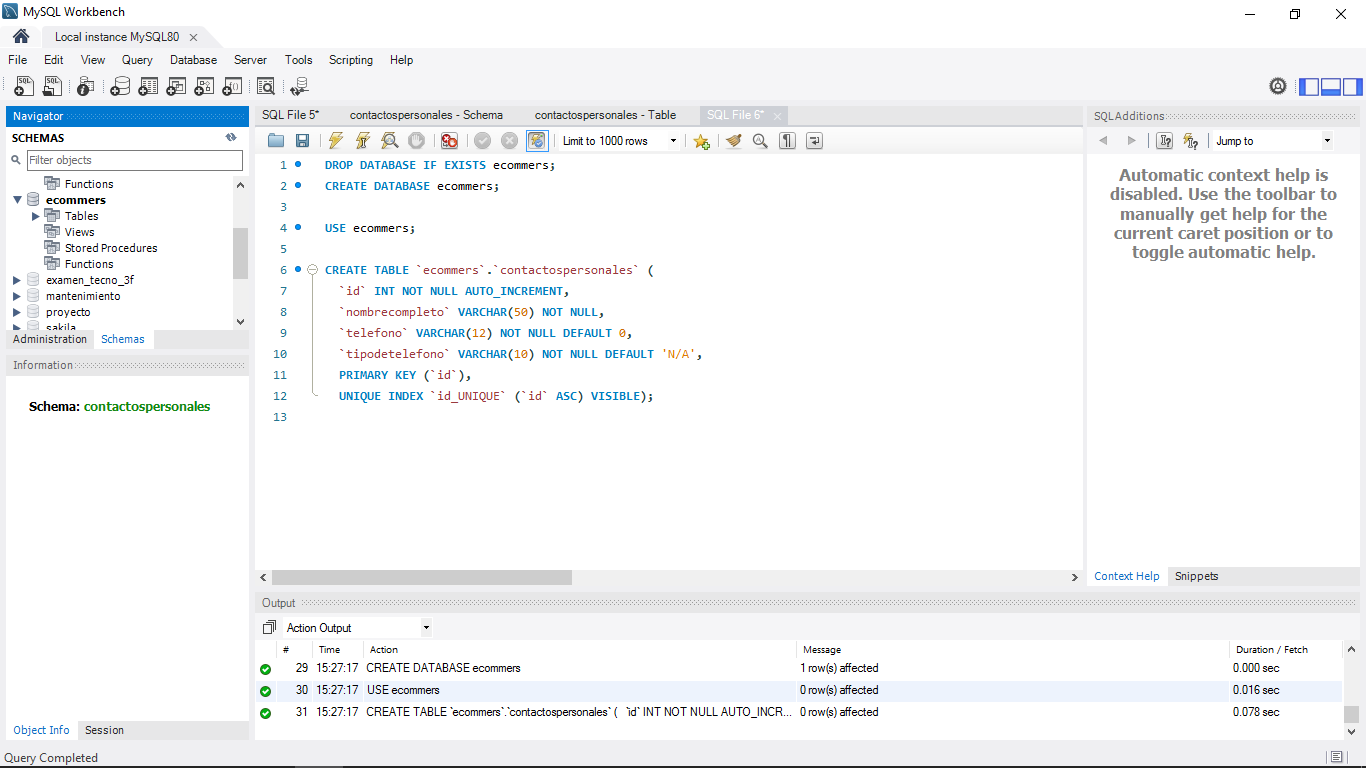 MySQL Workbench
Local instance MySQL80
File Edit View Query Database Server Tools Scripting Help
Navigator
SCHEMAS
Filter objects
Functions
ecommers
Tables
Views
Stored Procedures
Functions
examen_tecno_3f
mantenimiento
proyecto
sakila
Administration Schemas
Information
Schema: contactospersonales
Object Info Session
SQL File 5* contactospersonales - Schema contactospersonales - Table SQL File 6*
Limit to 1000 rows
1 DROP DATABASE IF EXISTS ecommers;
2 CREATE DATABASE ecommers;
3
4 USE ecommers;
5
6 CREATE TABLE `ecommers`.`contactospersonales` (
7 `id` INT NOT NULL AUTO_INCREMENT,
8 `nombrecompleto` VARCHAR(50) NOT NULL,
9 `telefono` VARCHAR(12) NOT NULL DEFAULT 0,
10 `tipodetelefono` VARCHAR(10) NOT NULL DEFAULT 'N/A',
11 PRIMARY KEY (`id`),
12 UNIQUE INDEX `id_UNIQUE` (`id` ASC) VISIBLE);
13
SQLAdditions
Jump to
Automatic context help is
disabled. Use the toolbar to
manually get help for the
current caret position or to
toggle automatic help.
Context Help Snippets
Output
Action Output
# Time Action Message Duration / Fetch
29 15:27:17 CREATE DATABASE ecommers 1 row(s) affected 0.000 sec
30 15:27:17 USE ecommers 0 row(s) affected 0.016 sec
31 15:27:17 CREATE TABLE `ecommers`.`contactospersonales` ( `id` INT NOT NULL AUTO_INCR... 0 row(s) affected 0.078 sec
Query Completed